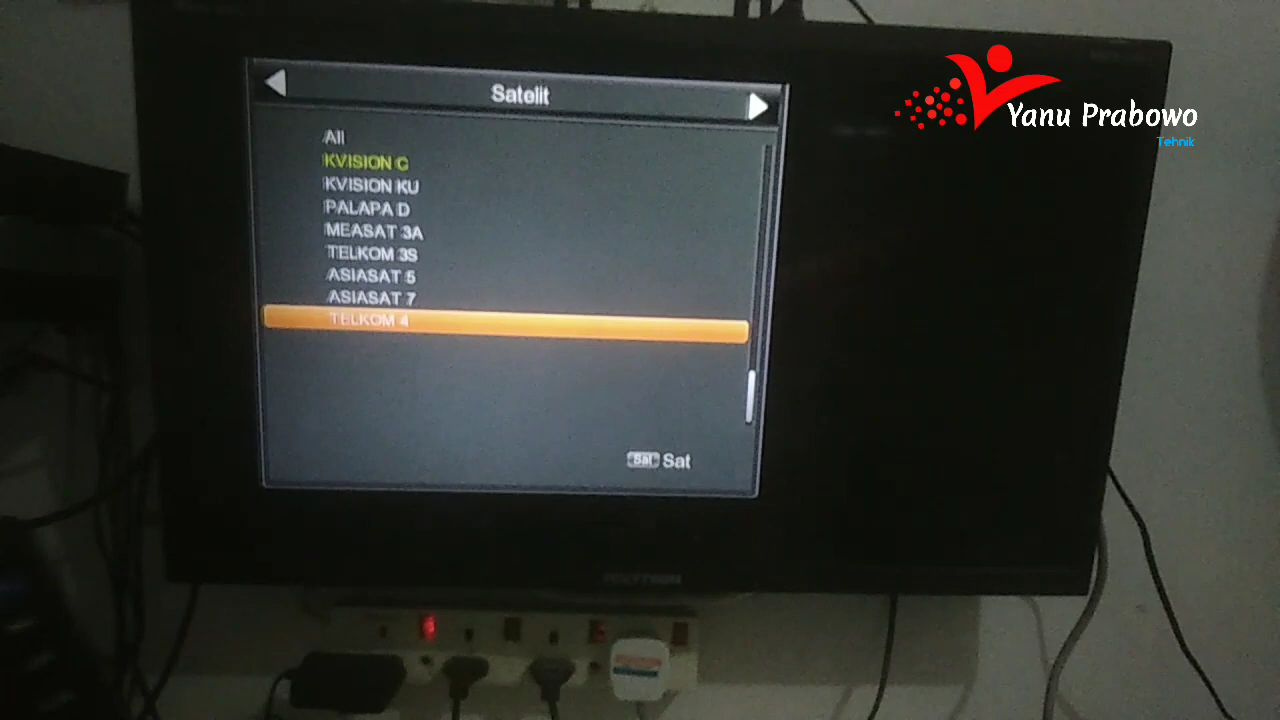 Satelit
All
KVISION C
KVISION KU
PALAPA D
MEASAT 3A
TELKOM 3S
ASIASAT 5
ASIASAT 7
TELKOM 4
Sat Sat
Yanu Prabowo
Tehnik
POLYTRON